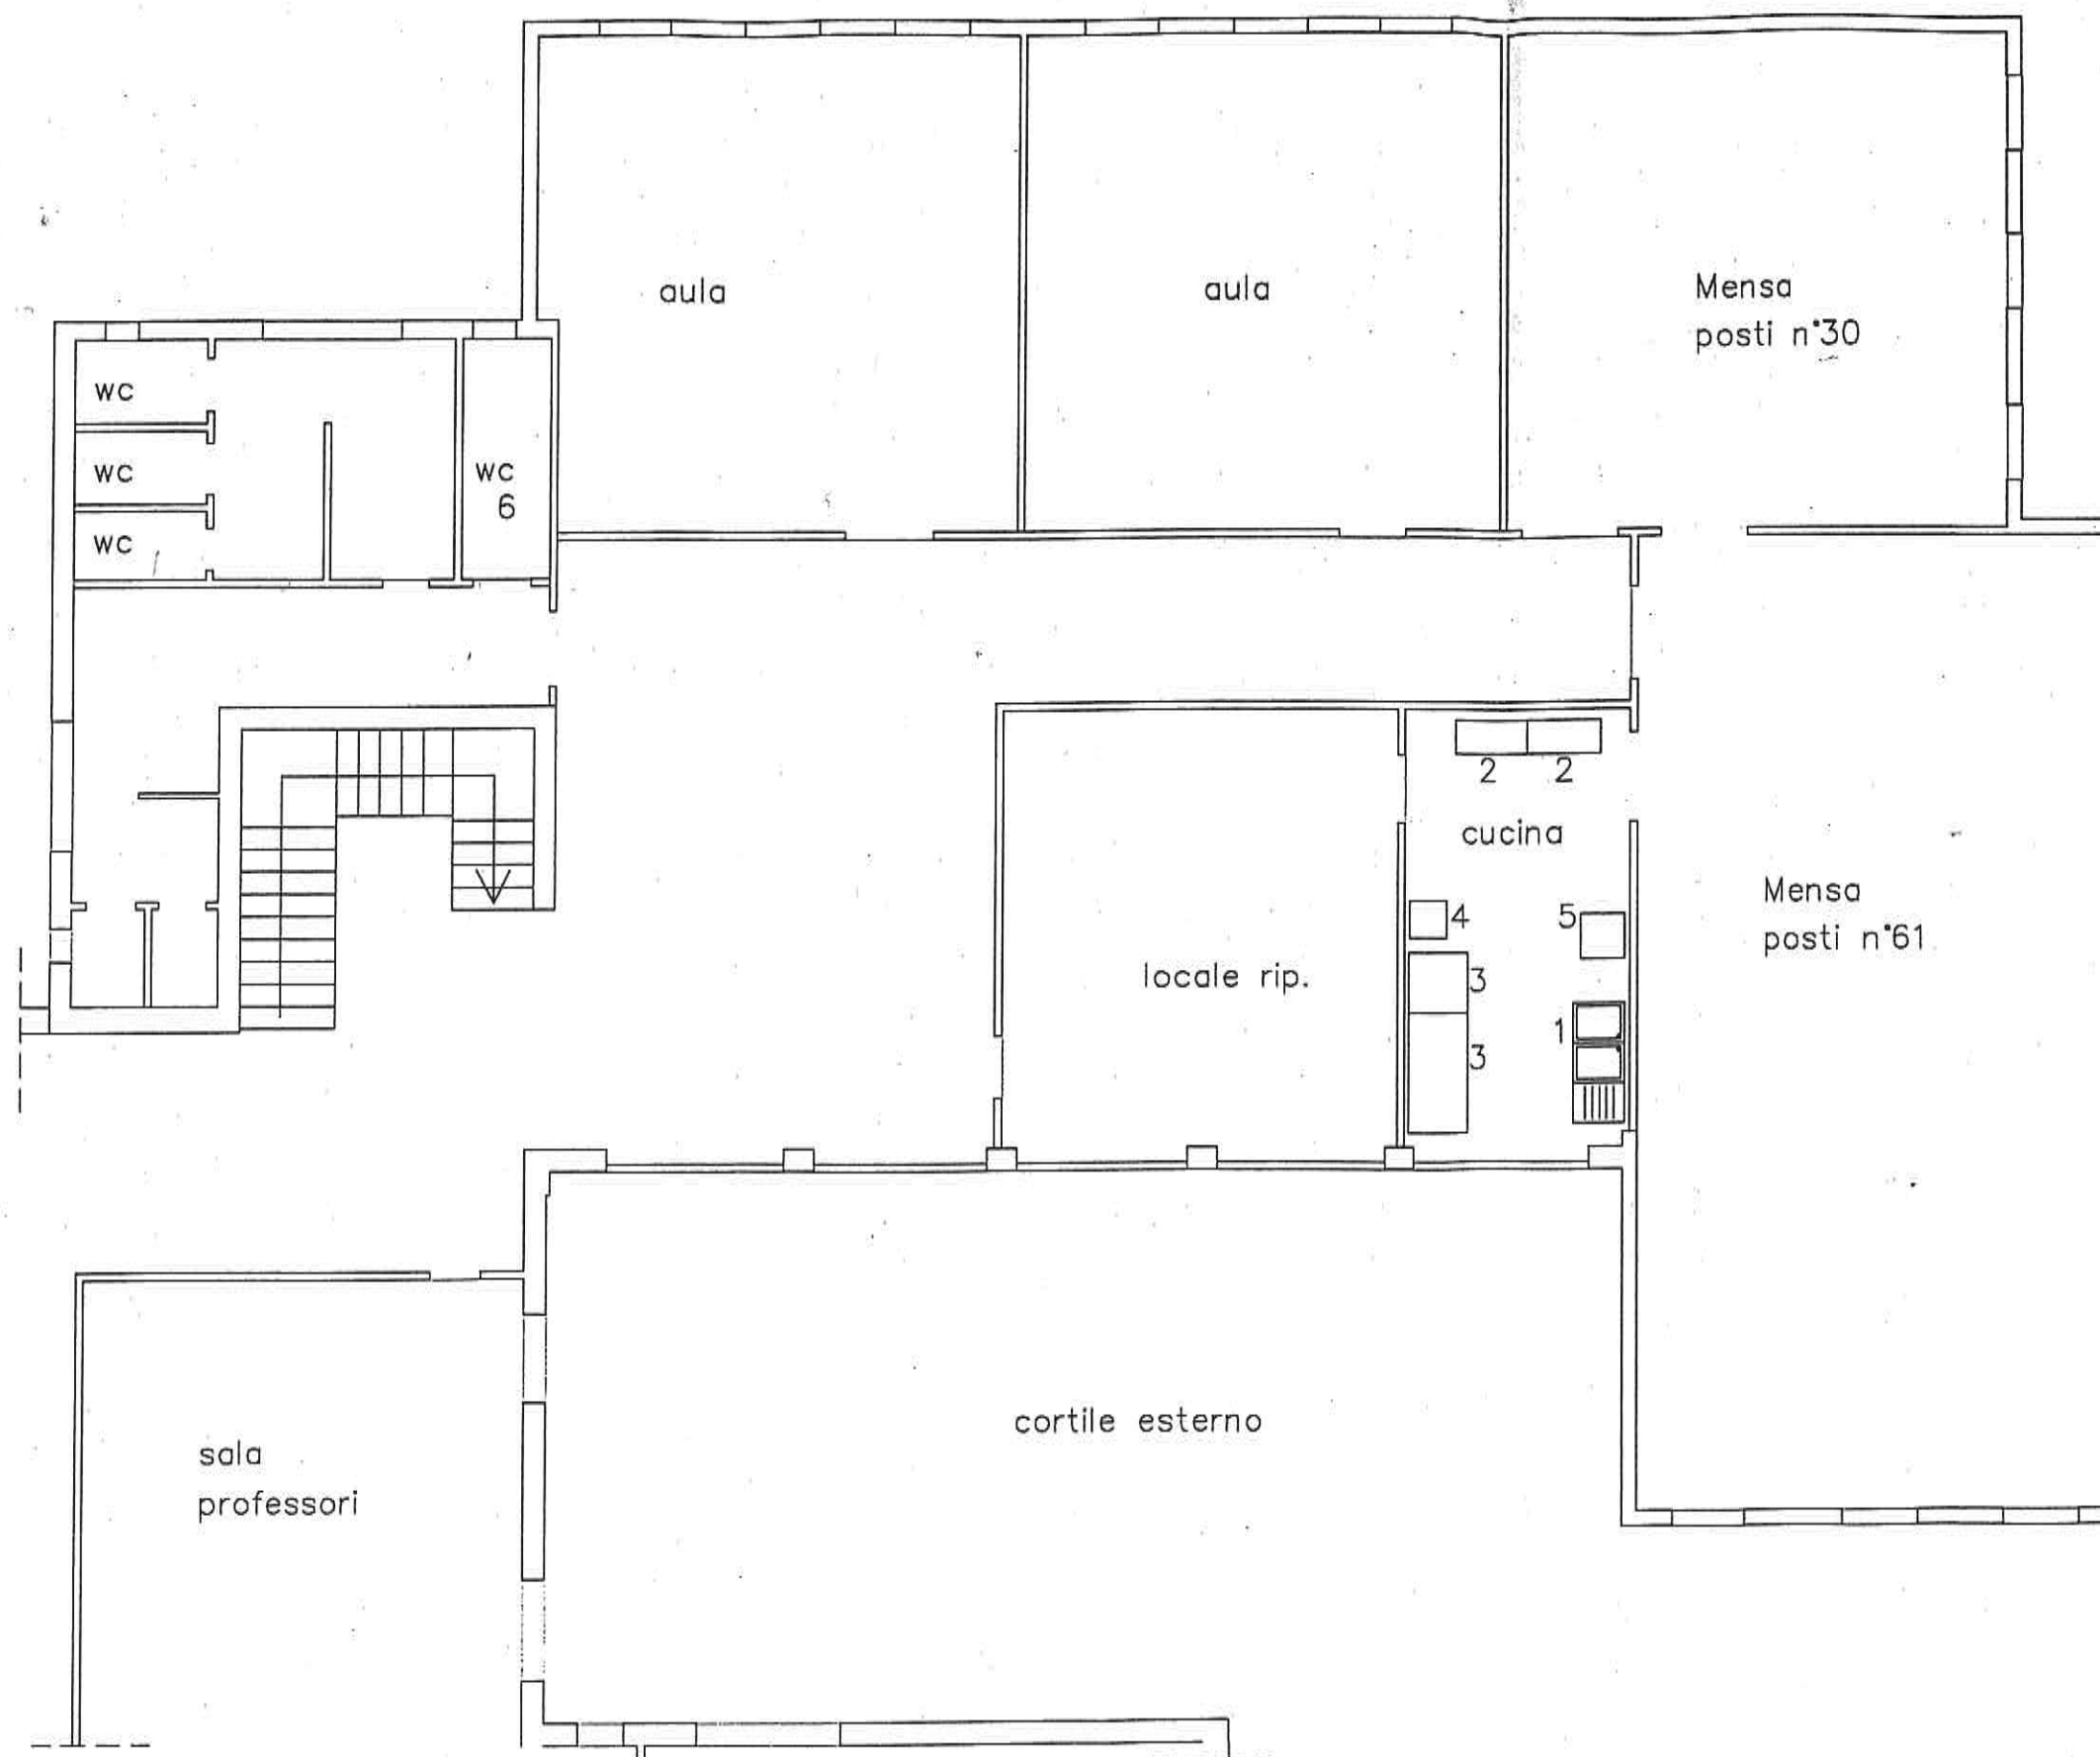 aula
aula
Mensa
posti n°30
wc
wc
wc
wc
6
2
2
cucina
4
5
3
3
1
locale rip.
Mensa
posti n°61
cortile esterno
sala
professori